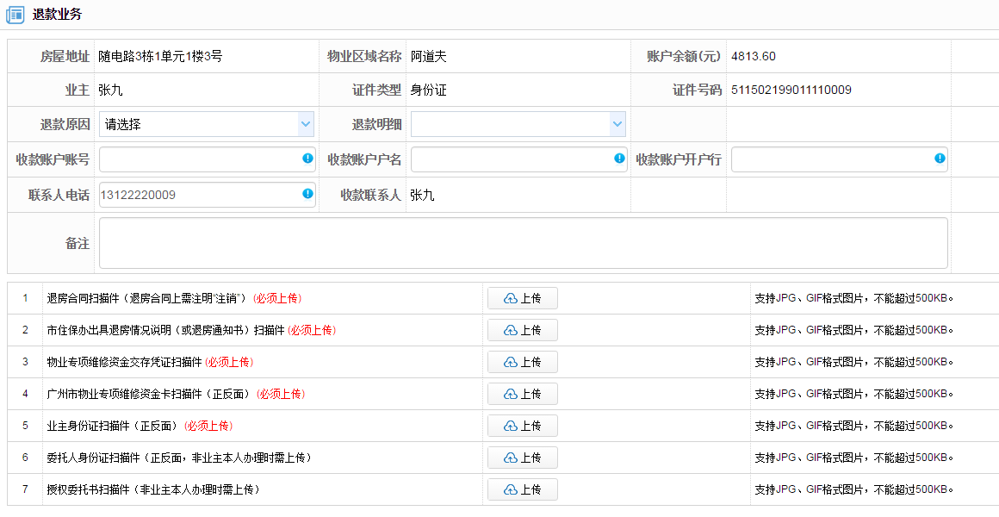 退款业务
房屋地址 随电路3栋1单元1楼3号 物业区域名称 阿道夫 账户余额(元) 4813.60
业主 张九 证件类型 身份证 证件号码 511502199011110009
退款原因 请选择 退款明细
收款账户账号 收款账户户名 收款账户开户行
联系人电话 13122220009 收款联系人 张九
备注
1 退房合同扫描件（退房合同上需注明“注销”）(必须上传) 上传 支持JPG、GIF格式图片，不能超过500KB。
2 市住保办出具退房情况说明（或退房通知书）扫描件 (必须上传) 上传 支持JPG、GIF格式图片，不能超过500KB。
3 物业专项维修资金交存凭证扫描件 (必须上传) 上传 支持JPG、GIF格式图片，不能超过500KB。
4 广州市物业专项维修资金卡扫描件（正反面）(必须上传) 上传 支持JPG、GIF格式图片，不能超过500KB。
5 业主身份证扫描件（正反面）(必须上传) 上传 支持JPG、GIF格式图片，不能超过500KB。
6 委托人身份证扫描件（正反面，非业主本人办理时需上传） 上传 支持JPG、GIF格式图片，不能超过500KB。
7 授权委托书扫描件（非业主本人办理时需上传） 上传 支持JPG、GIF格式图片，不能超过500KB。